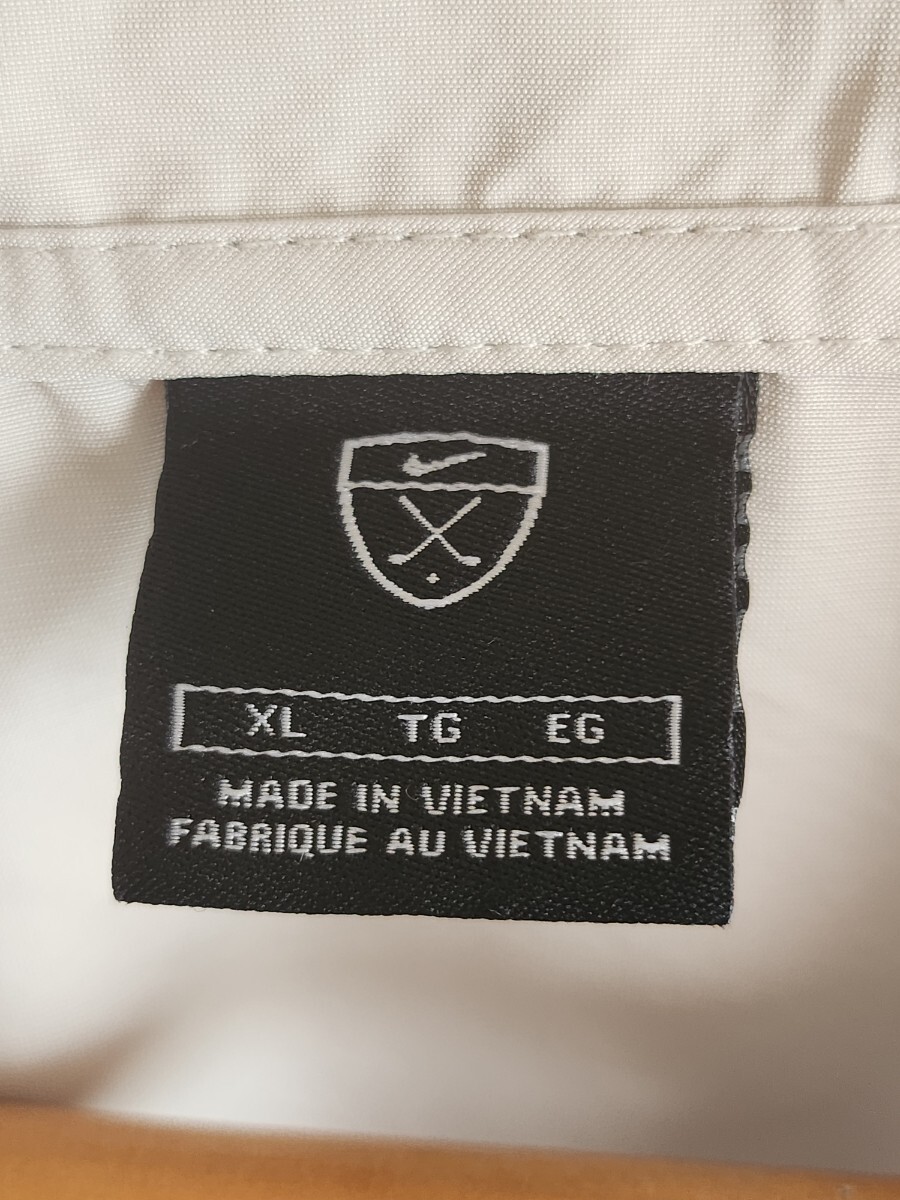 XL TG EG
MADE IN VIETNAM
FABRIQUE AU VIETNAM